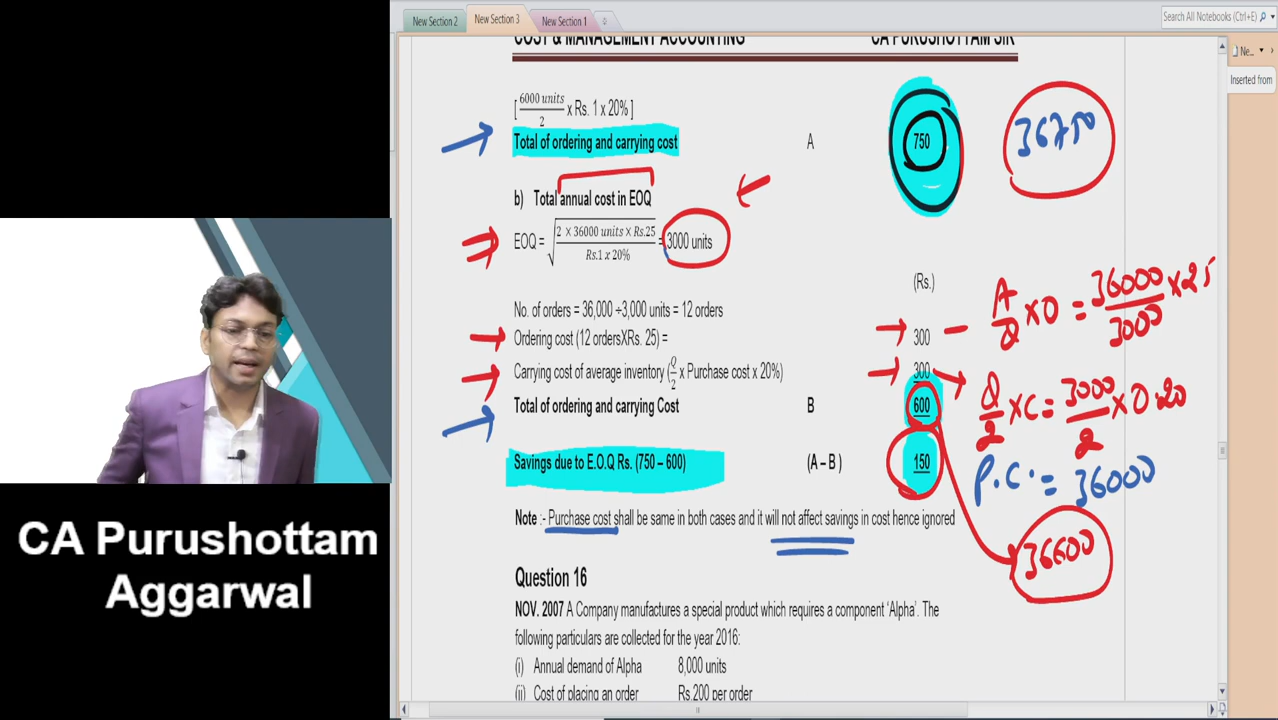 New Section 2
New Section 3
New Section 1
Search All Notebooks (Ctrl+E)
Ne...
Inserted from
COST & MANAGEMENT ACCOUNTING CA PURUSHOTTAM SIR
[6000 units/2 x Rs. 1 x 20%]
Total of ordering and carrying cost A 750
36750
b) Total annual cost in EOQ
EOQ = √(2 × 36000 units × Rs.25 / Rs.1 x 20%) = 3000 units
(Rs.)
No. of orders = 36,000 ÷3,000 units = 12 orders
Ordering cost (12 ordersXRs. 25) = 300
A/Q × O = 36000/3000 × 25
Carrying cost of average inventory (Q/2 x Purchase cost x 20%) 300
Q/2 × C = 3000/2 × 0.20
Total of ordering and carrying Cost B 600
Savings due to E.O.Q Rs. (750 – 600) (A – B ) 150
P.C. = 36000
Note :- Purchase cost shall be same in both cases and it will not affect savings in cost hence ignored
36600
Question 16
NOV. 2007 A Company manufactures a special product which requires a component ‘Alpha’. The
following particulars are collected for the year 2016:
(i) Annual demand of Alpha 8,000 units
(ii) Cost of placing an order Rs.200 per order
CA Purushottam
Aggarwal